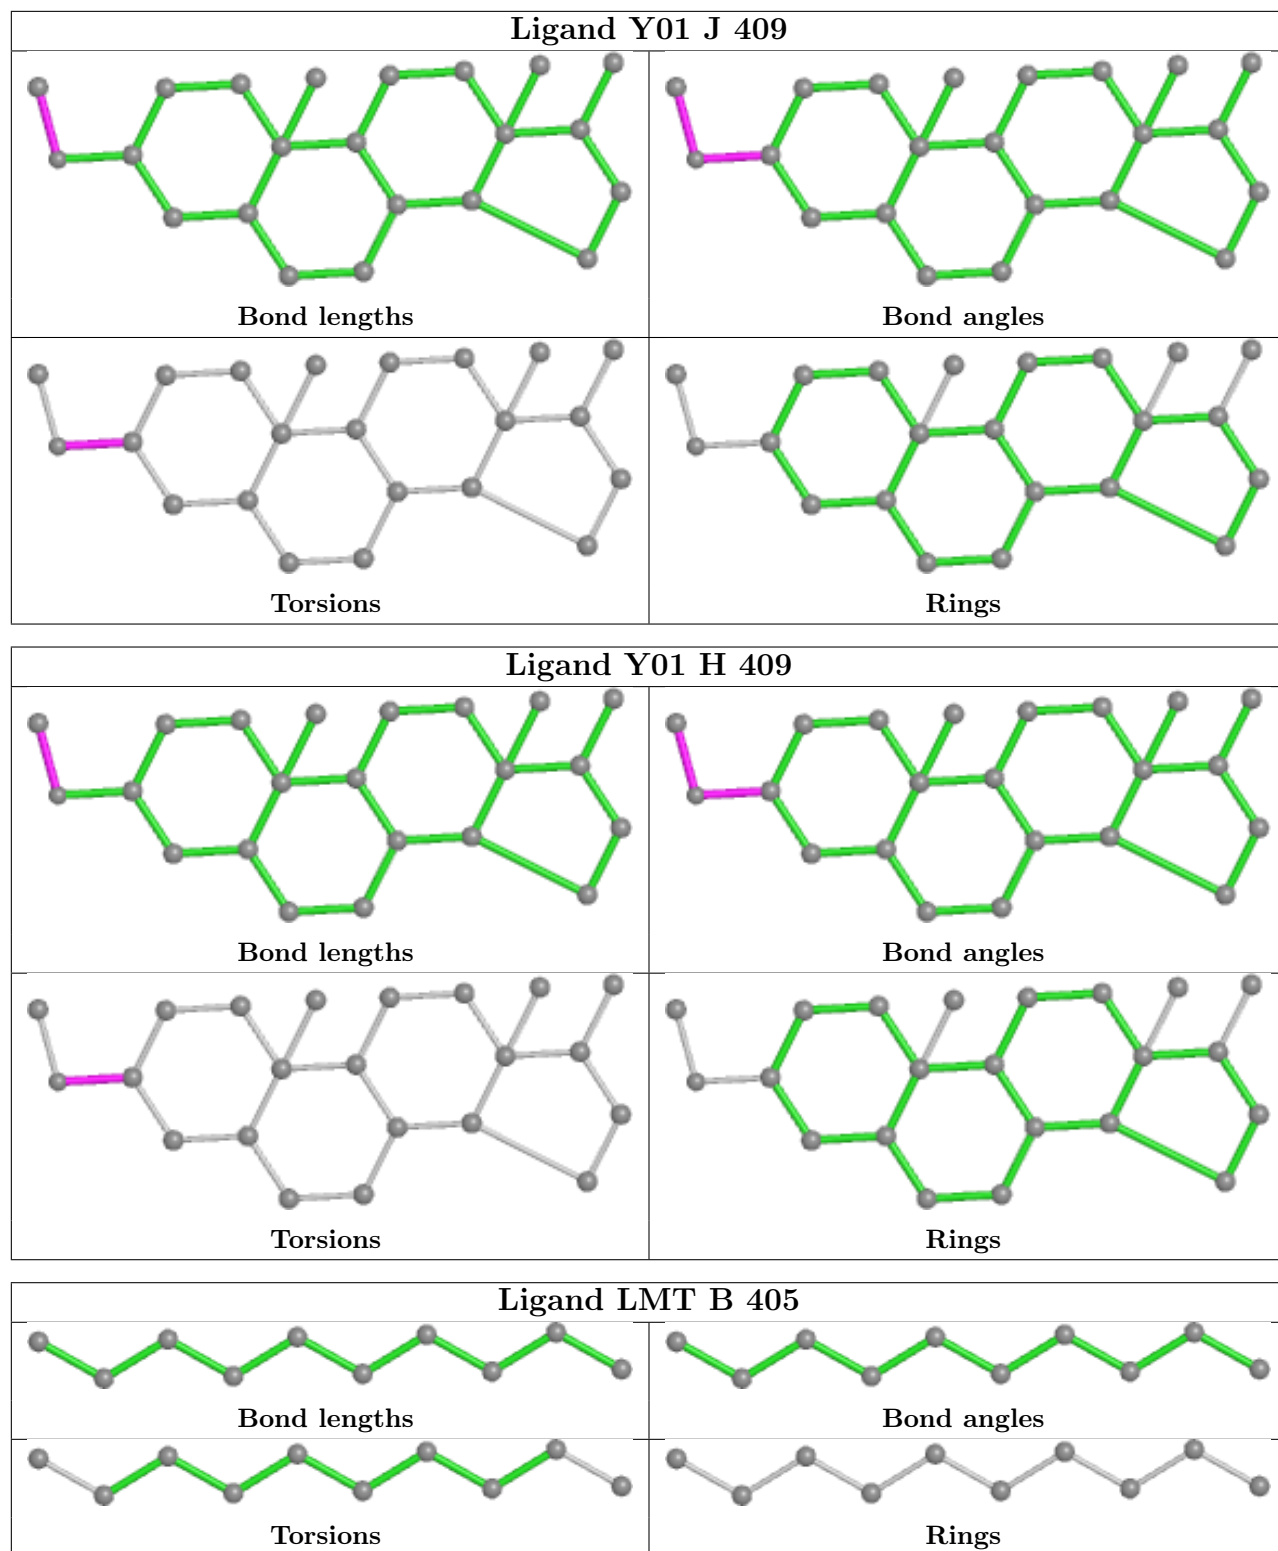 Ligand Y01 J 409
Bond lengths
Bond angles
Torsions
Rings
Ligand Y01 H 409
Bond lengths
Bond angles
Torsions
Rings
Ligand LMT B 405
Bond lengths
Bond angles
Torsions
Rings